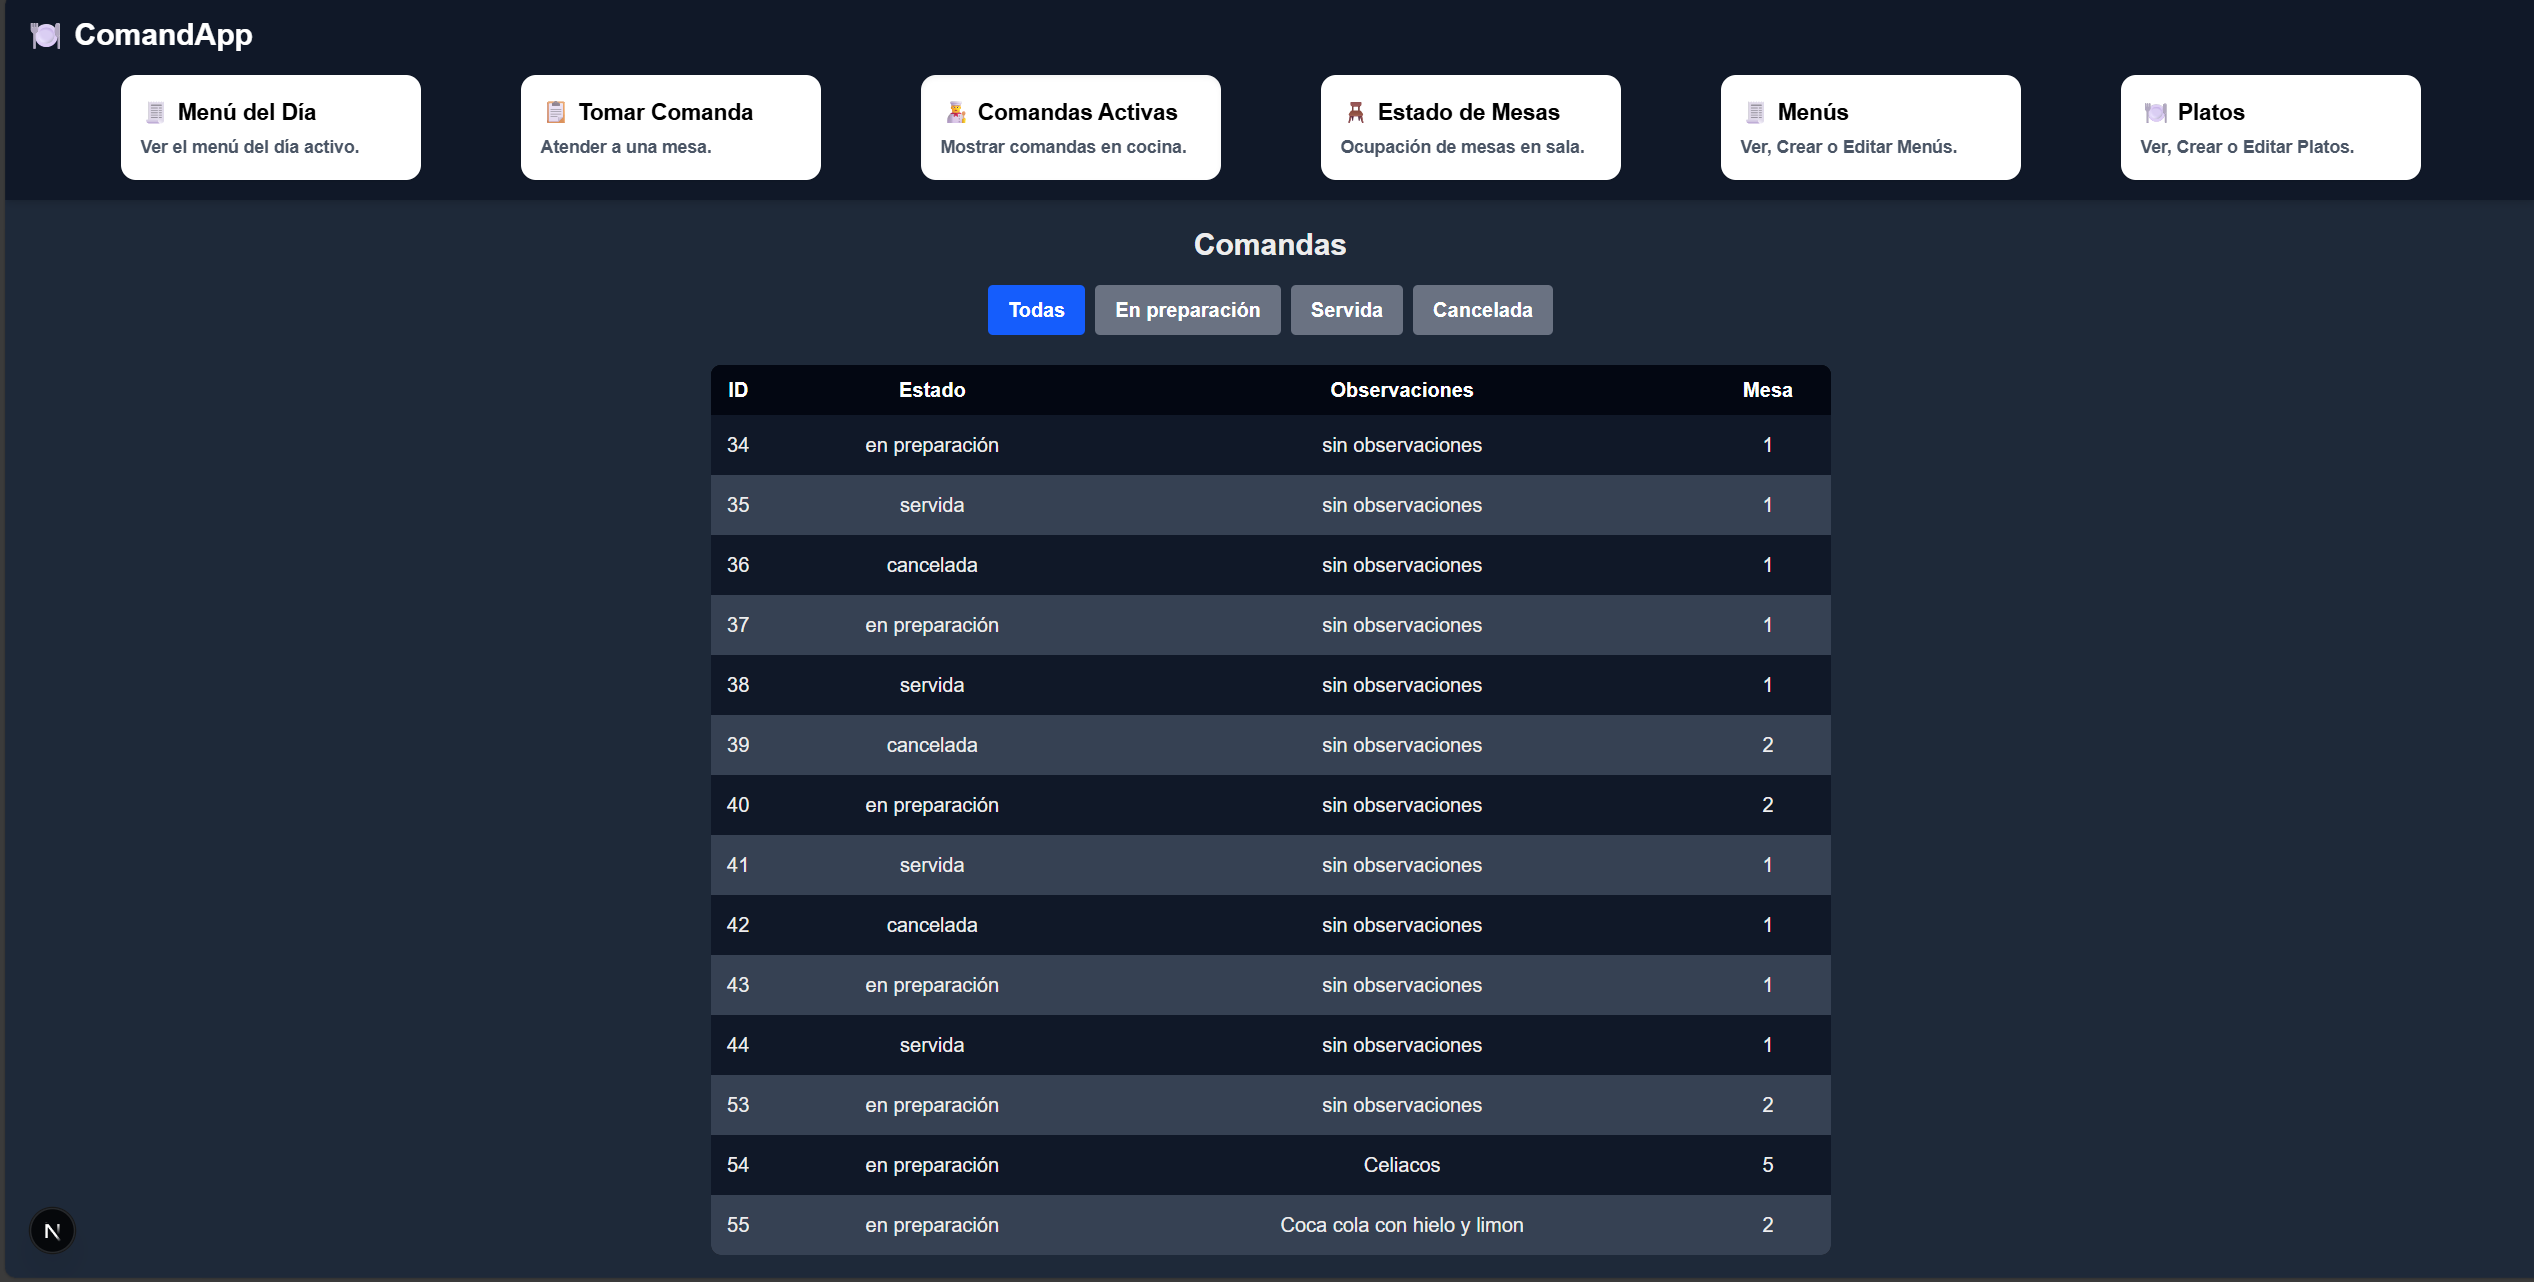 ComandApp
Menú del Día
Ver el menú del día activo.
Tomar Comanda
Atender a una mesa.
Comandas Activas
Mostrar comandas en cocina.
Estado de Mesas
Ocupación de mesas en sala.
Menús
Ver, Crear o Editar Menús.
Platos
Ver, Crear o Editar Platos.
Comandas
Todas En preparación Servida Cancelada
ID Estado Observaciones Mesa
34 en preparación sin observaciones 1
35 servida sin observaciones 1
36 cancelada sin observaciones 1
37 en preparación sin observaciones 1
38 servida sin observaciones 1
39 cancelada sin observaciones 2
40 en preparación sin observaciones 2
41 servida sin observaciones 1
42 cancelada sin observaciones 1
43 en preparación sin observaciones 1
44 servida sin observaciones 1
53 en preparación sin observaciones 2
54 en preparación Celiacos 5
55 en preparación Coca cola con hielo y limon 2
N